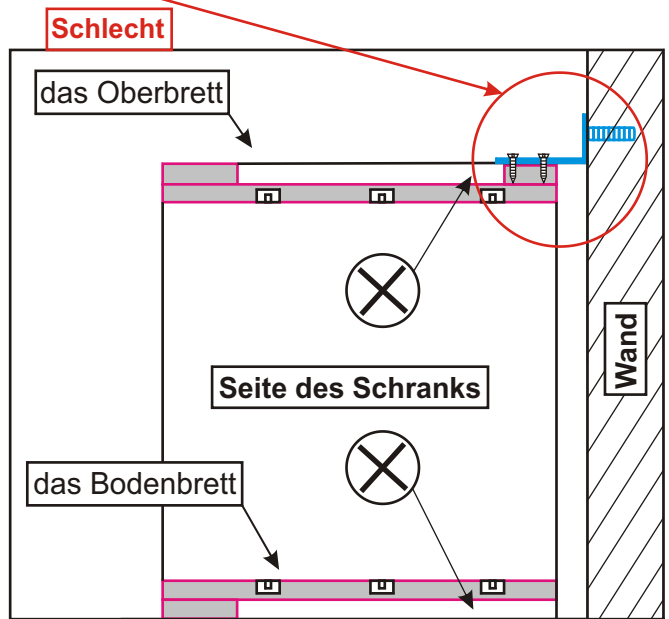 Schlecht
das Oberbrett
Seite des Schranks
Wand
das Bodenbrett